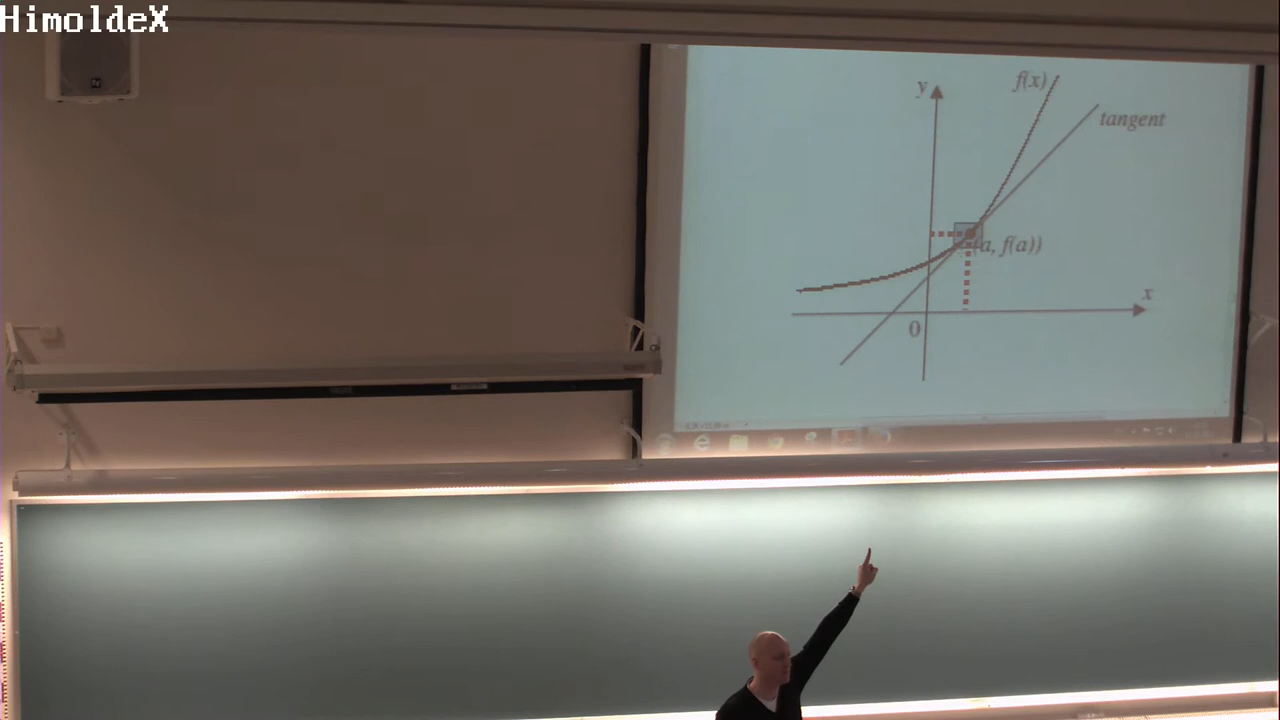 HimoldeX
y
f(x)
tangent
(a, f(a))
x
0